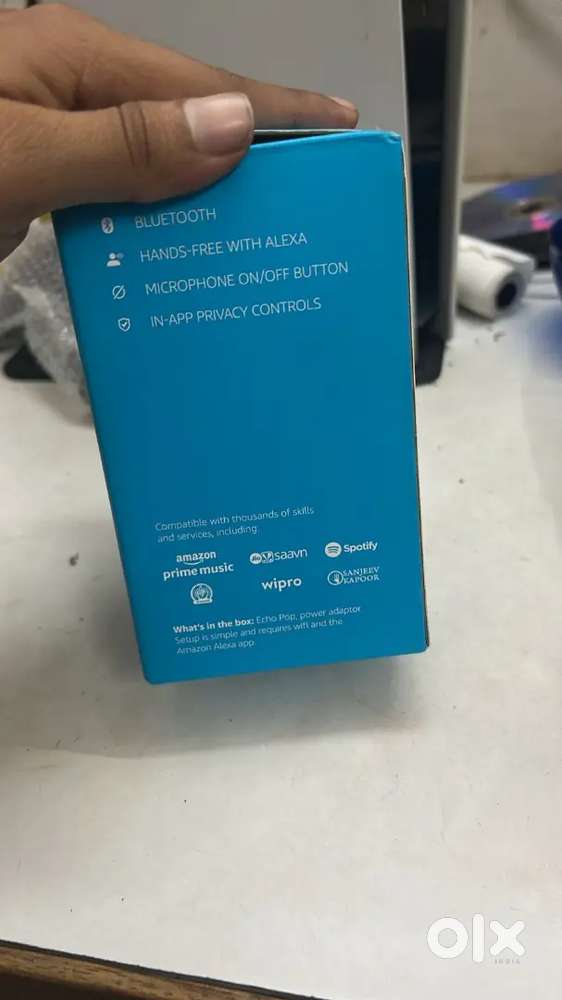 BLUETOOTH
HANDS-FREE WITH ALEXA
MICROPHONE ON/OFF BUTTON
IN-APP PRIVACY CONTROLS
Compatible with thousands of skills
and services, including:
amazon
prime music
Jio saavn
Spotify
wipro
SANJEEV
KAPOOR
What's in the box: Echo Pop, power adaptor
Setup is simple and requires wifi and the
Amazon Alexa app.
olx
INDIA